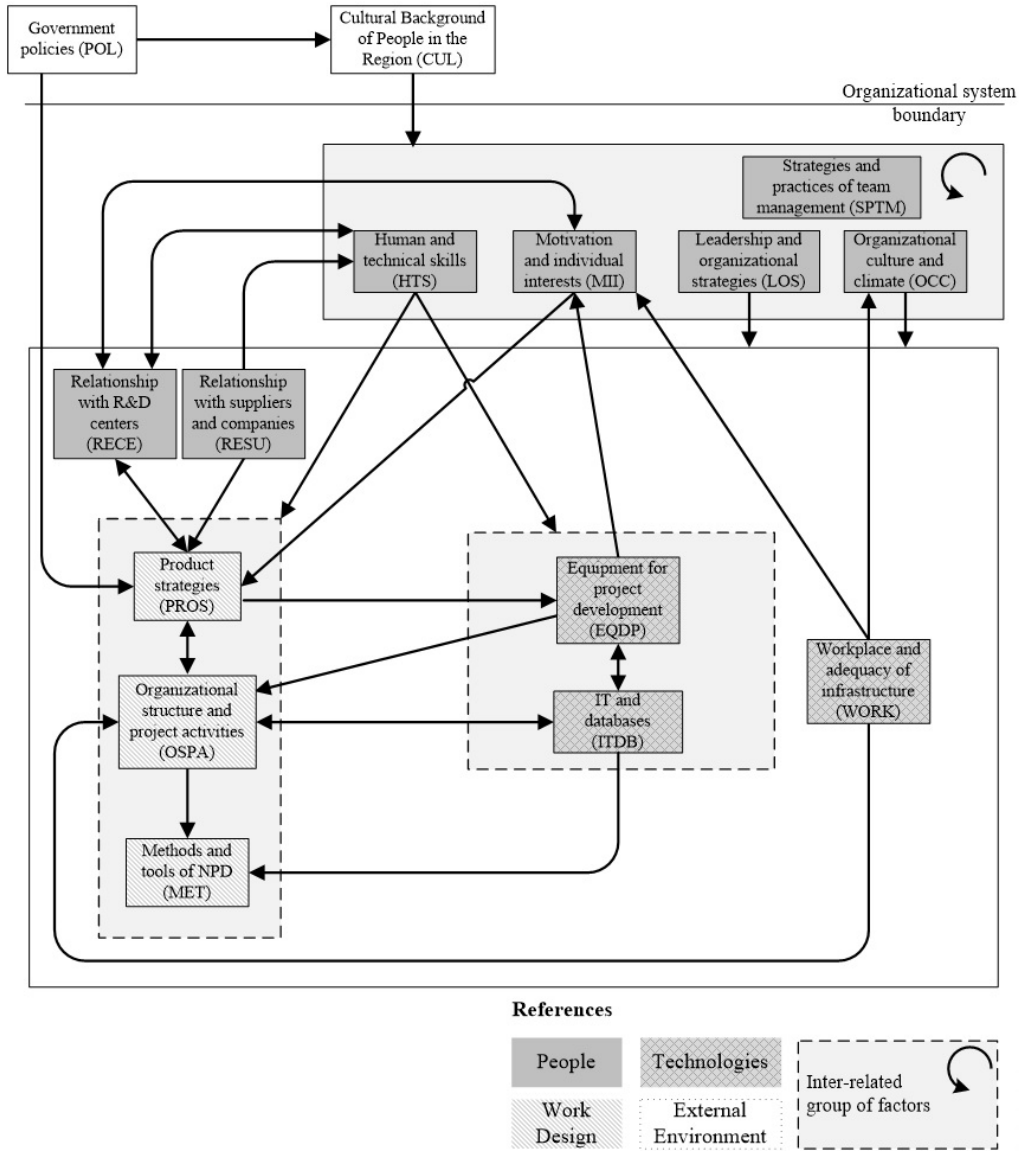 Government
policies (POL)
Cultural Background
of People in the
Region (CUL)
Organizational system
boundary
Strategies and
practices of team
management (SPTM)
Human and
technical skills
(HTS)
Motivation
and individual
interests (MII)
Leadership and
organizational
strategies (LOS)
Organizational
culture and
climate (OCC)
Relationship
with R&D
centers
(RECE)
Relationship
with suppliers
and companies
(RESU)
Product
strategies
(PROS)
Equipment for
project
development
(EQDP)
Workplace and
adequacy of
infrastructure
(WORK)
Organizational
structure and
project activities
(OSPA)
IT and
databases
(ITDB)
Methods and
tools of NPD
(MET)
References
People
Technologies
Inter-related
group of factors
Work
Design
External
Environment